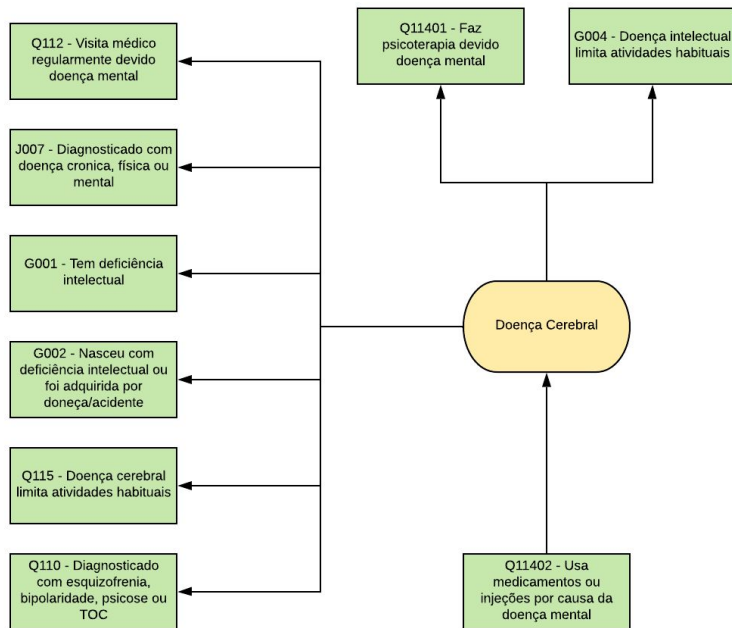 Q112 - Visita médico
regularmente devido
doença mental
Q11401 - Faz
psicoterapia devido
doença mental
G004 - Doença intelectual
limita atividades habituais
J007 - Diagnosticado com
doença cronica, física ou
mental
G001 - Tem deficiência
intelectual
Doença Cerebral
G002 - Nasceu com
deficiência intelectual ou
foi adquirida por
doneça/acidente
Q115 - Doença cerebral
limita atividades habituais
Q110 - Diagnosticado
com esquizofrenia,
bipolaridade, psicose ou
TOC
Q11402 - Usa
medicamentos ou
injeções por causa da
doença mental